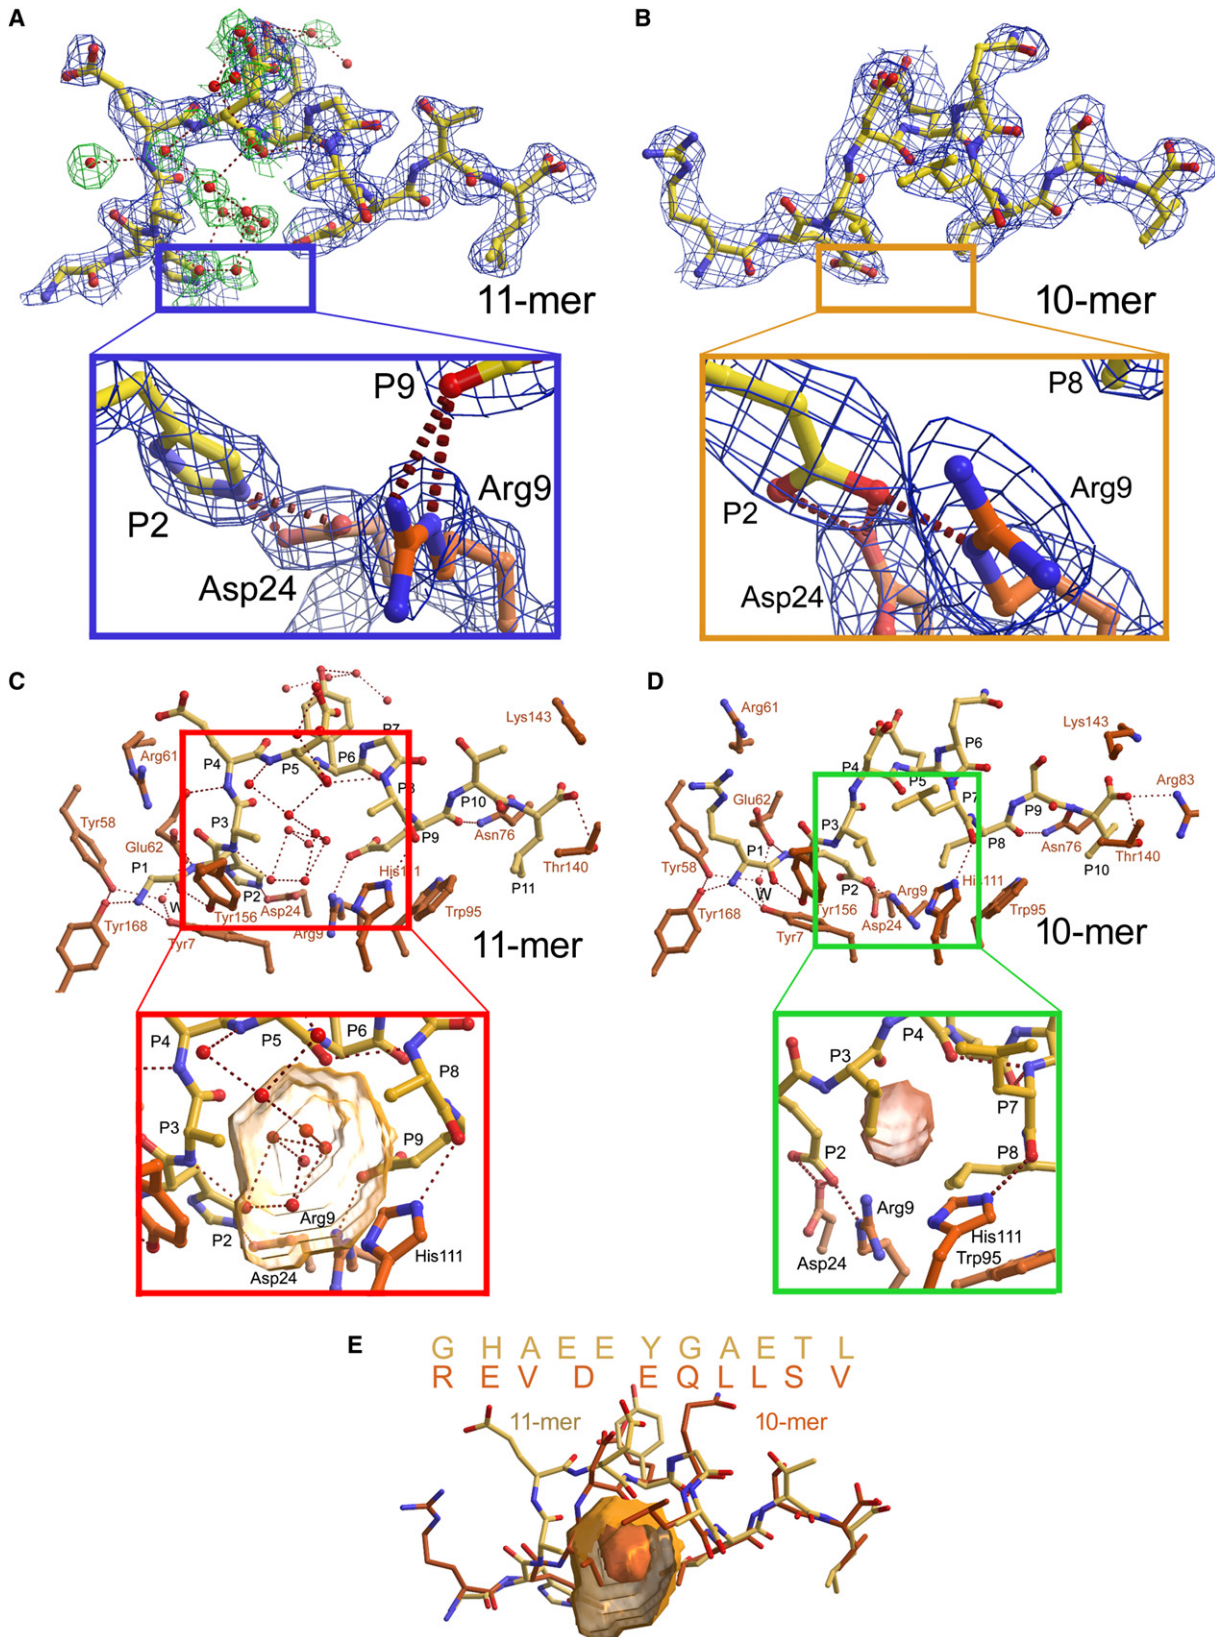 A
B
11-mer
10-mer
P9
P2
Arg9
Asp24
P8
P2
Arg9
Asp24
C
D
Arg61
P4
P5
P6
P7
P8
P10
Lys143
Tyr58
Glu62
P3
P1
W
P2
P9
Asn76
Thr140
P11
Tyr168
Tyr7
Tyr156
Asp24
Arg9
His111
Trp95
11-mer
Arg61
P4
P5
P6
P7
P9
Lys143
Arg83
Glu62
Tyr58
P3
P1
W
P2
P8
Asn76
Thr140
P10
Tyr168
Tyr7
Tyr156
Arg9
Asp24
His111
Trp95
10-mer
P4
P5
P6
P8
P3
P9
P2
Arg9
Asp24
His111
P4
P3
P7
P2
P8
Arg9
Asp24
His111
Trp95
E
G H A E E Y G A E T L
R E V D E Q L L S V
11-mer
10-mer